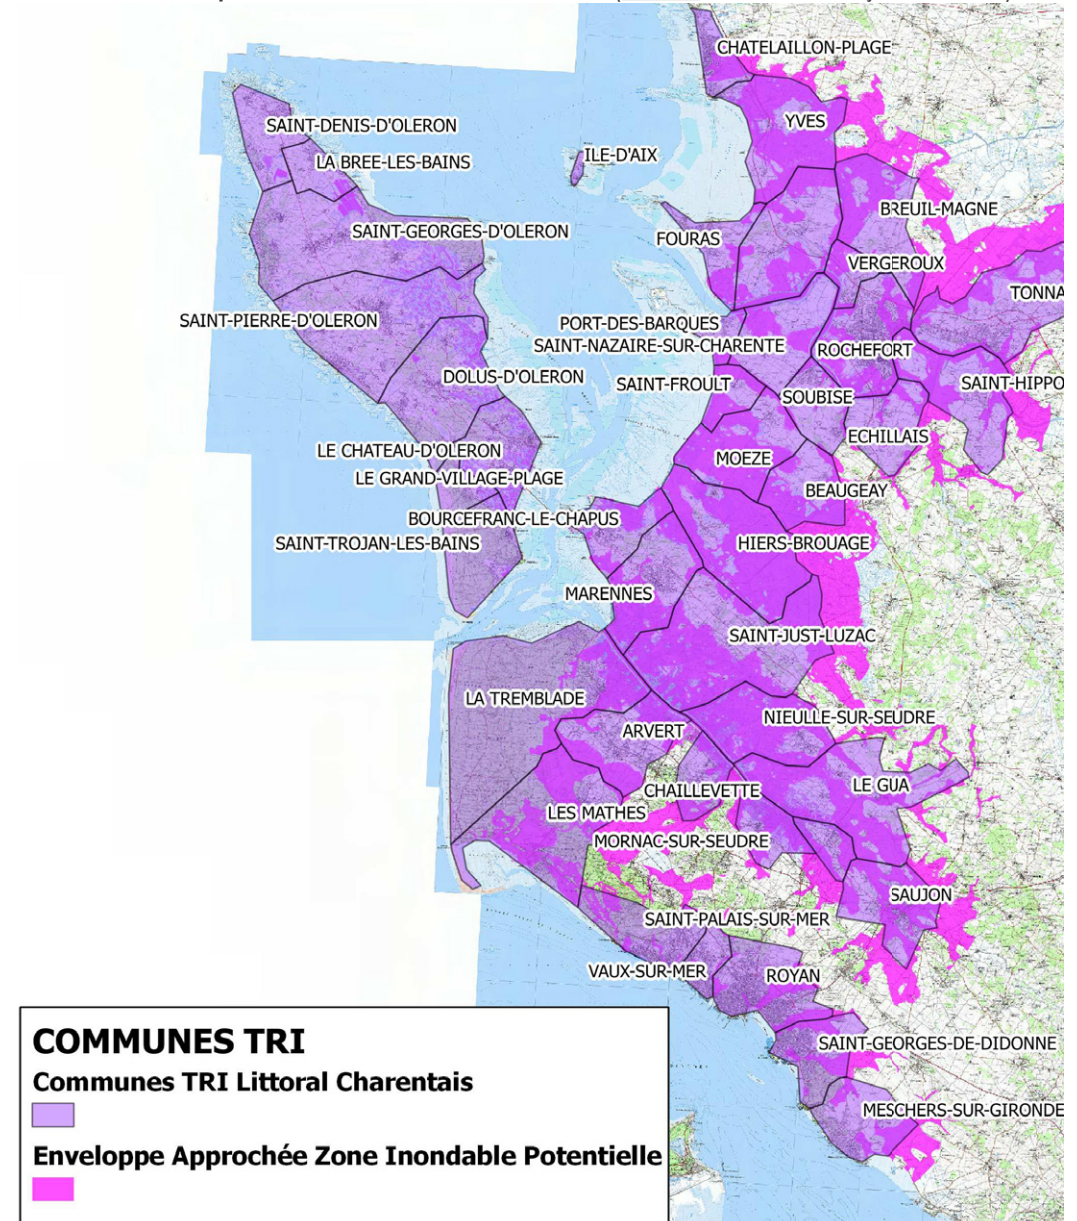 CHATELAILLON-PLAGE
YVES
SAINT-DENIS-D'OLERON
LA BREE-LES-BAINS
ILE-D'AIX
BREUIL-MAGNE
SAINT-GEORGES-D'OLERON
FOURAS
VERGEROUX
TONNA
SAINT-PIERRE-D'OLERON
PORT-DES-BARQUES
SAINT-NAZAIRE-SUR-CHARENTE
ROCHEFORT
DOLUS-D'OLERON
SAINT-FROULT
SAINT-HIPPO
SOUBISE
ECHILLAIS
LE CHATEAU-D'OLERON
MOEZE
LE GRAND-VILLAGE-PLAGE
BEAUGEAY
BOURCEFRANC-LE-CHAPUS
SAINT-TROJAN-LES-BAINS
HIERS-BROUAGE
MARENNES
SAINT-JUST-LUZAC
LA TREMBLADE
NIEULLE-SUR-SEUDRE
ARVERT
LE GUA
CHAILLEVETTE
LES MATHES
MORNAC-SUR-SEUDRE
SAUJON
SAINT-PALAIS-SUR-MER
VAUX-SUR-MER
ROYAN
SAINT-GEORGES-DE-DIDONNE
MESCHERS-SUR-GIRONDE
COMMUNES TRI
Communes TRI Littoral Charentais
Enveloppe Approchée Zone Inondable Potentielle